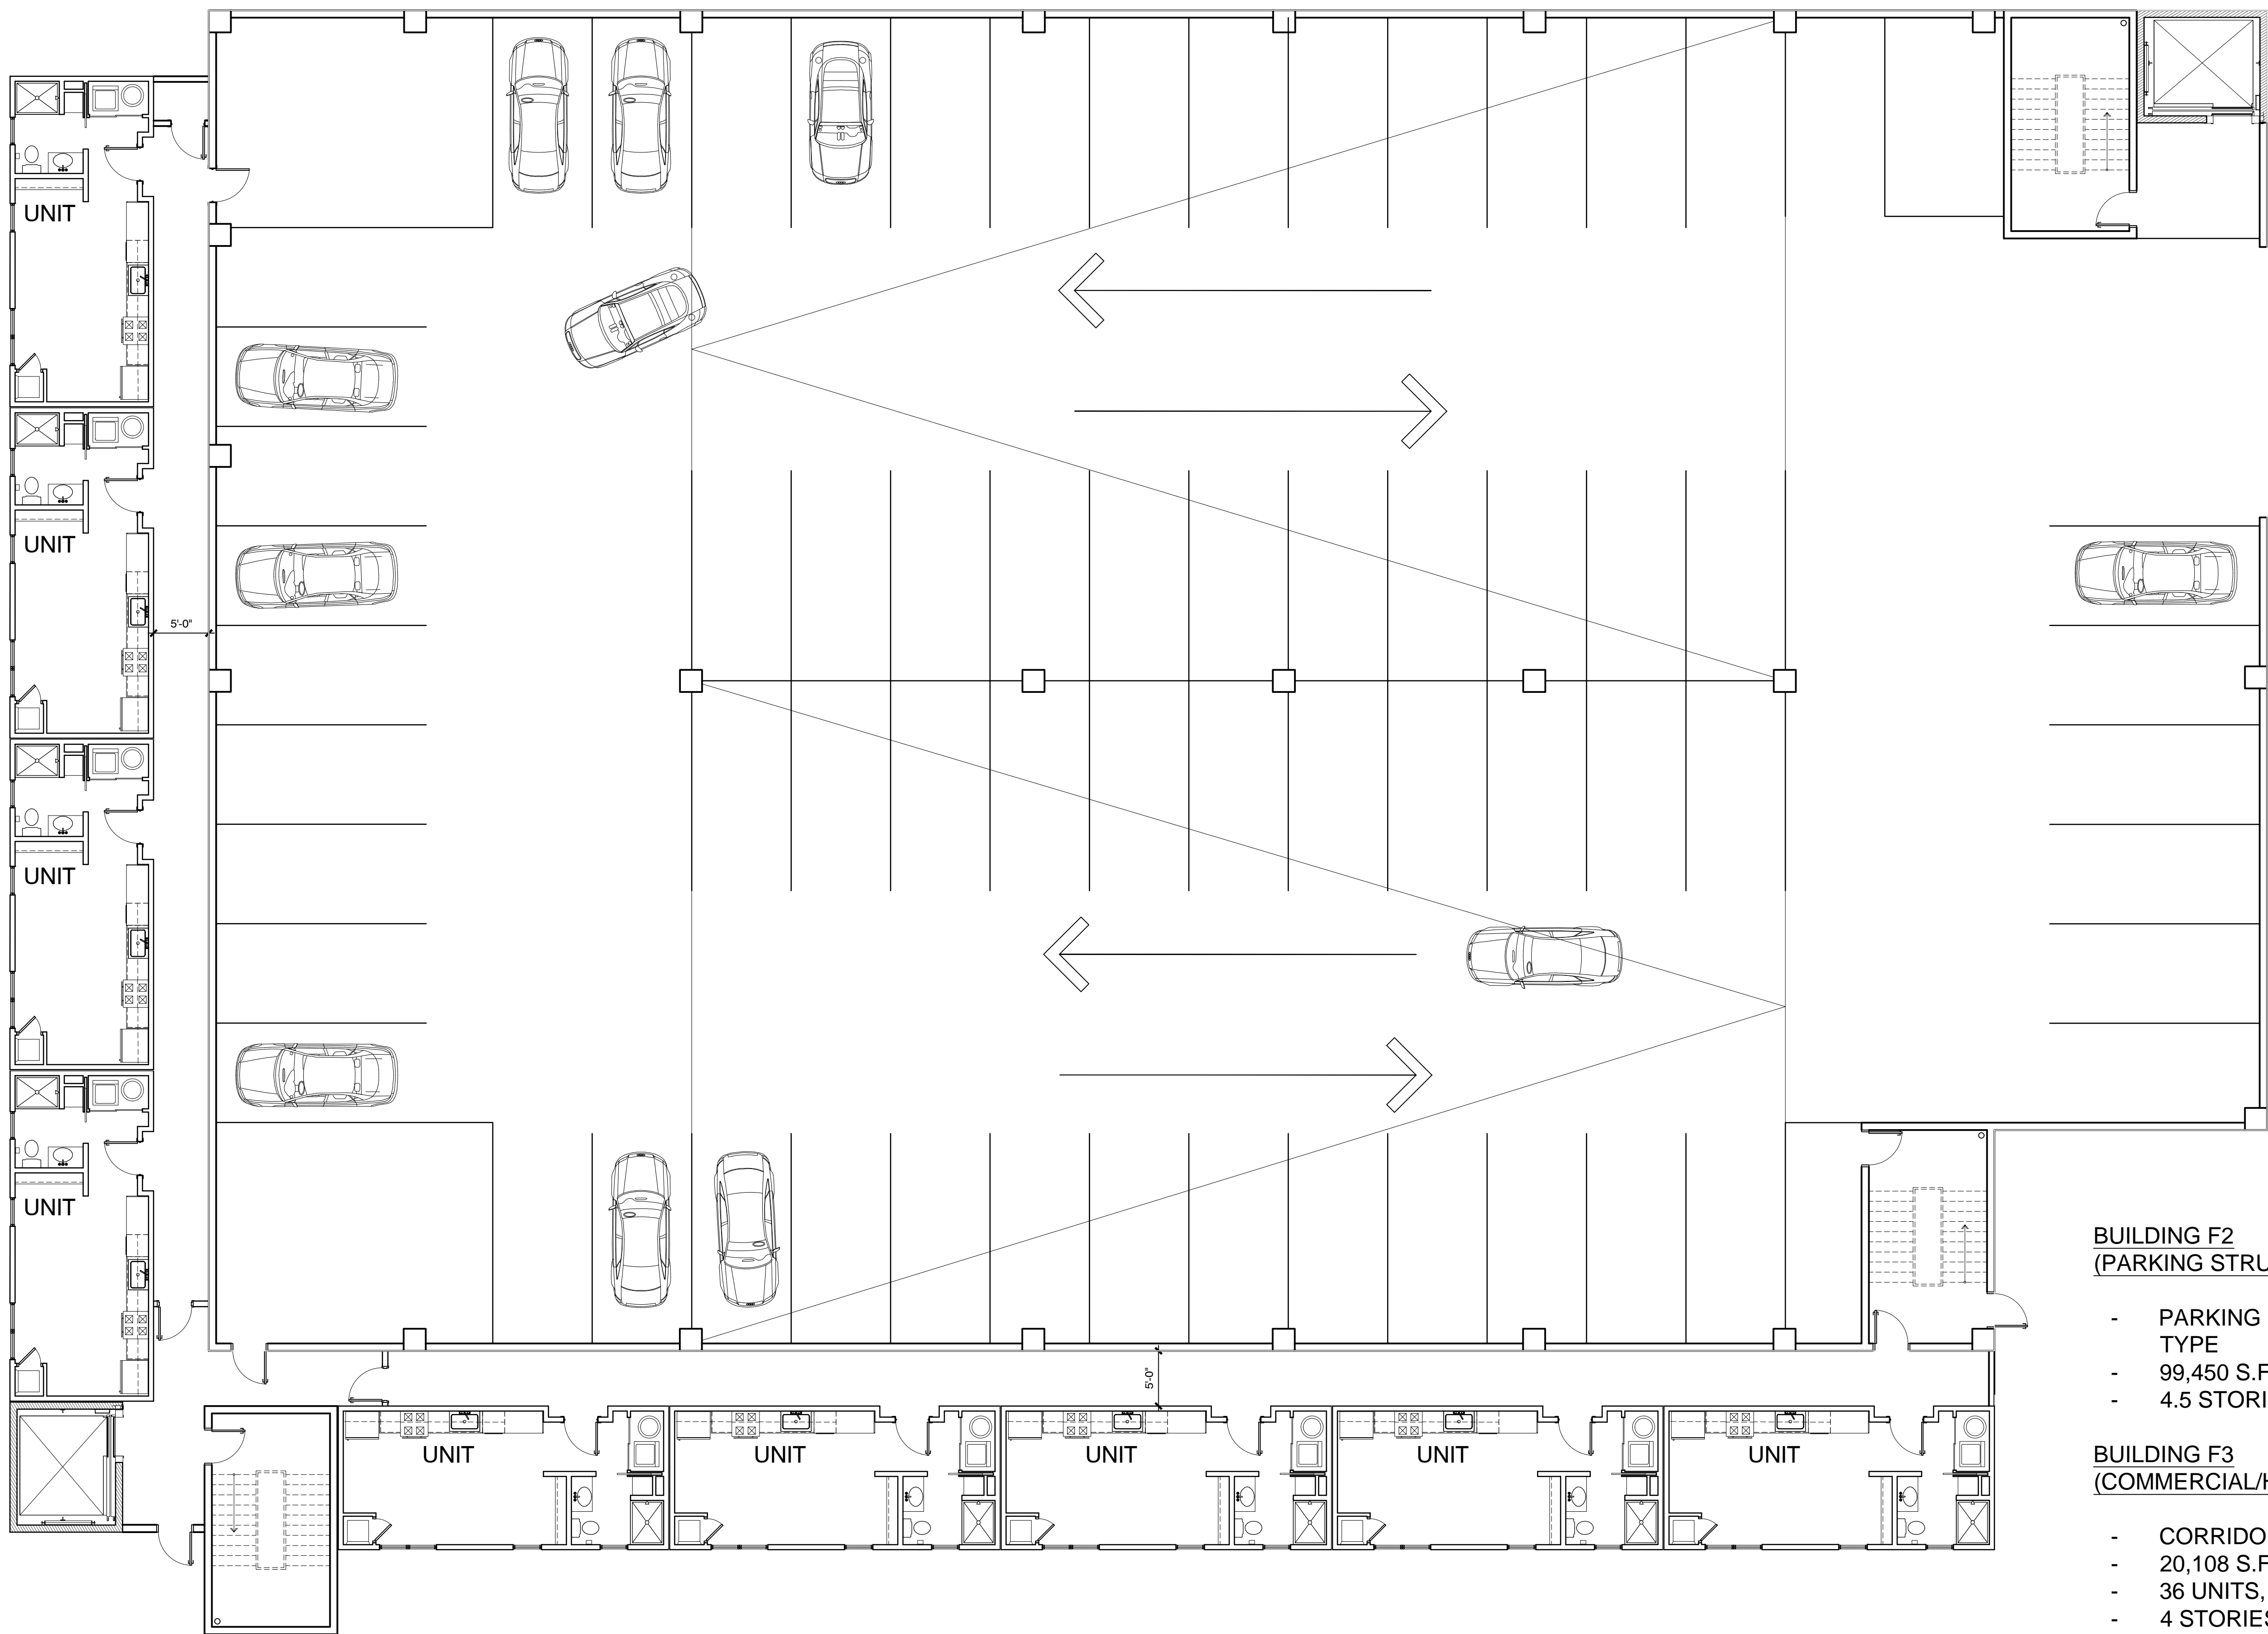 UNIT
UNIT
5'-0"
UNIT
UNIT
5'-0"
UNIT
UNIT
UNIT
UNIT
UNIT
BUILDING F2
(PARKING STRU
- PARKING
TYPE
- 99,450 S.F
- 4.5 STORI
BUILDING F3
(COMMERCIAL/H
- CORRIDO
- 20,108 S.F
- 36 UNITS,
- 4 STORIES